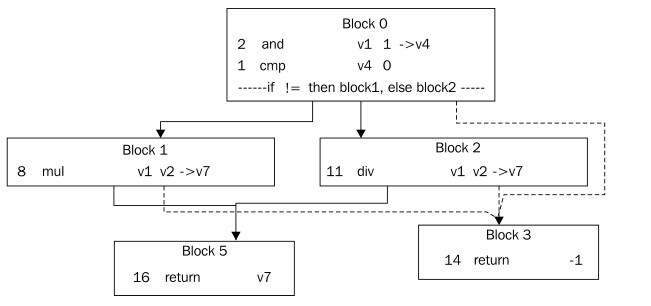 Block 0
2 and v1 1 ->v4
1 cmp v4 0
------if != then block1, else block2 -----
Block 1
8 mul v1 v2 ->v7
Block 2
11 div v1 v2 ->v7
Block 5
16 return v7
Block 3
14 return -1